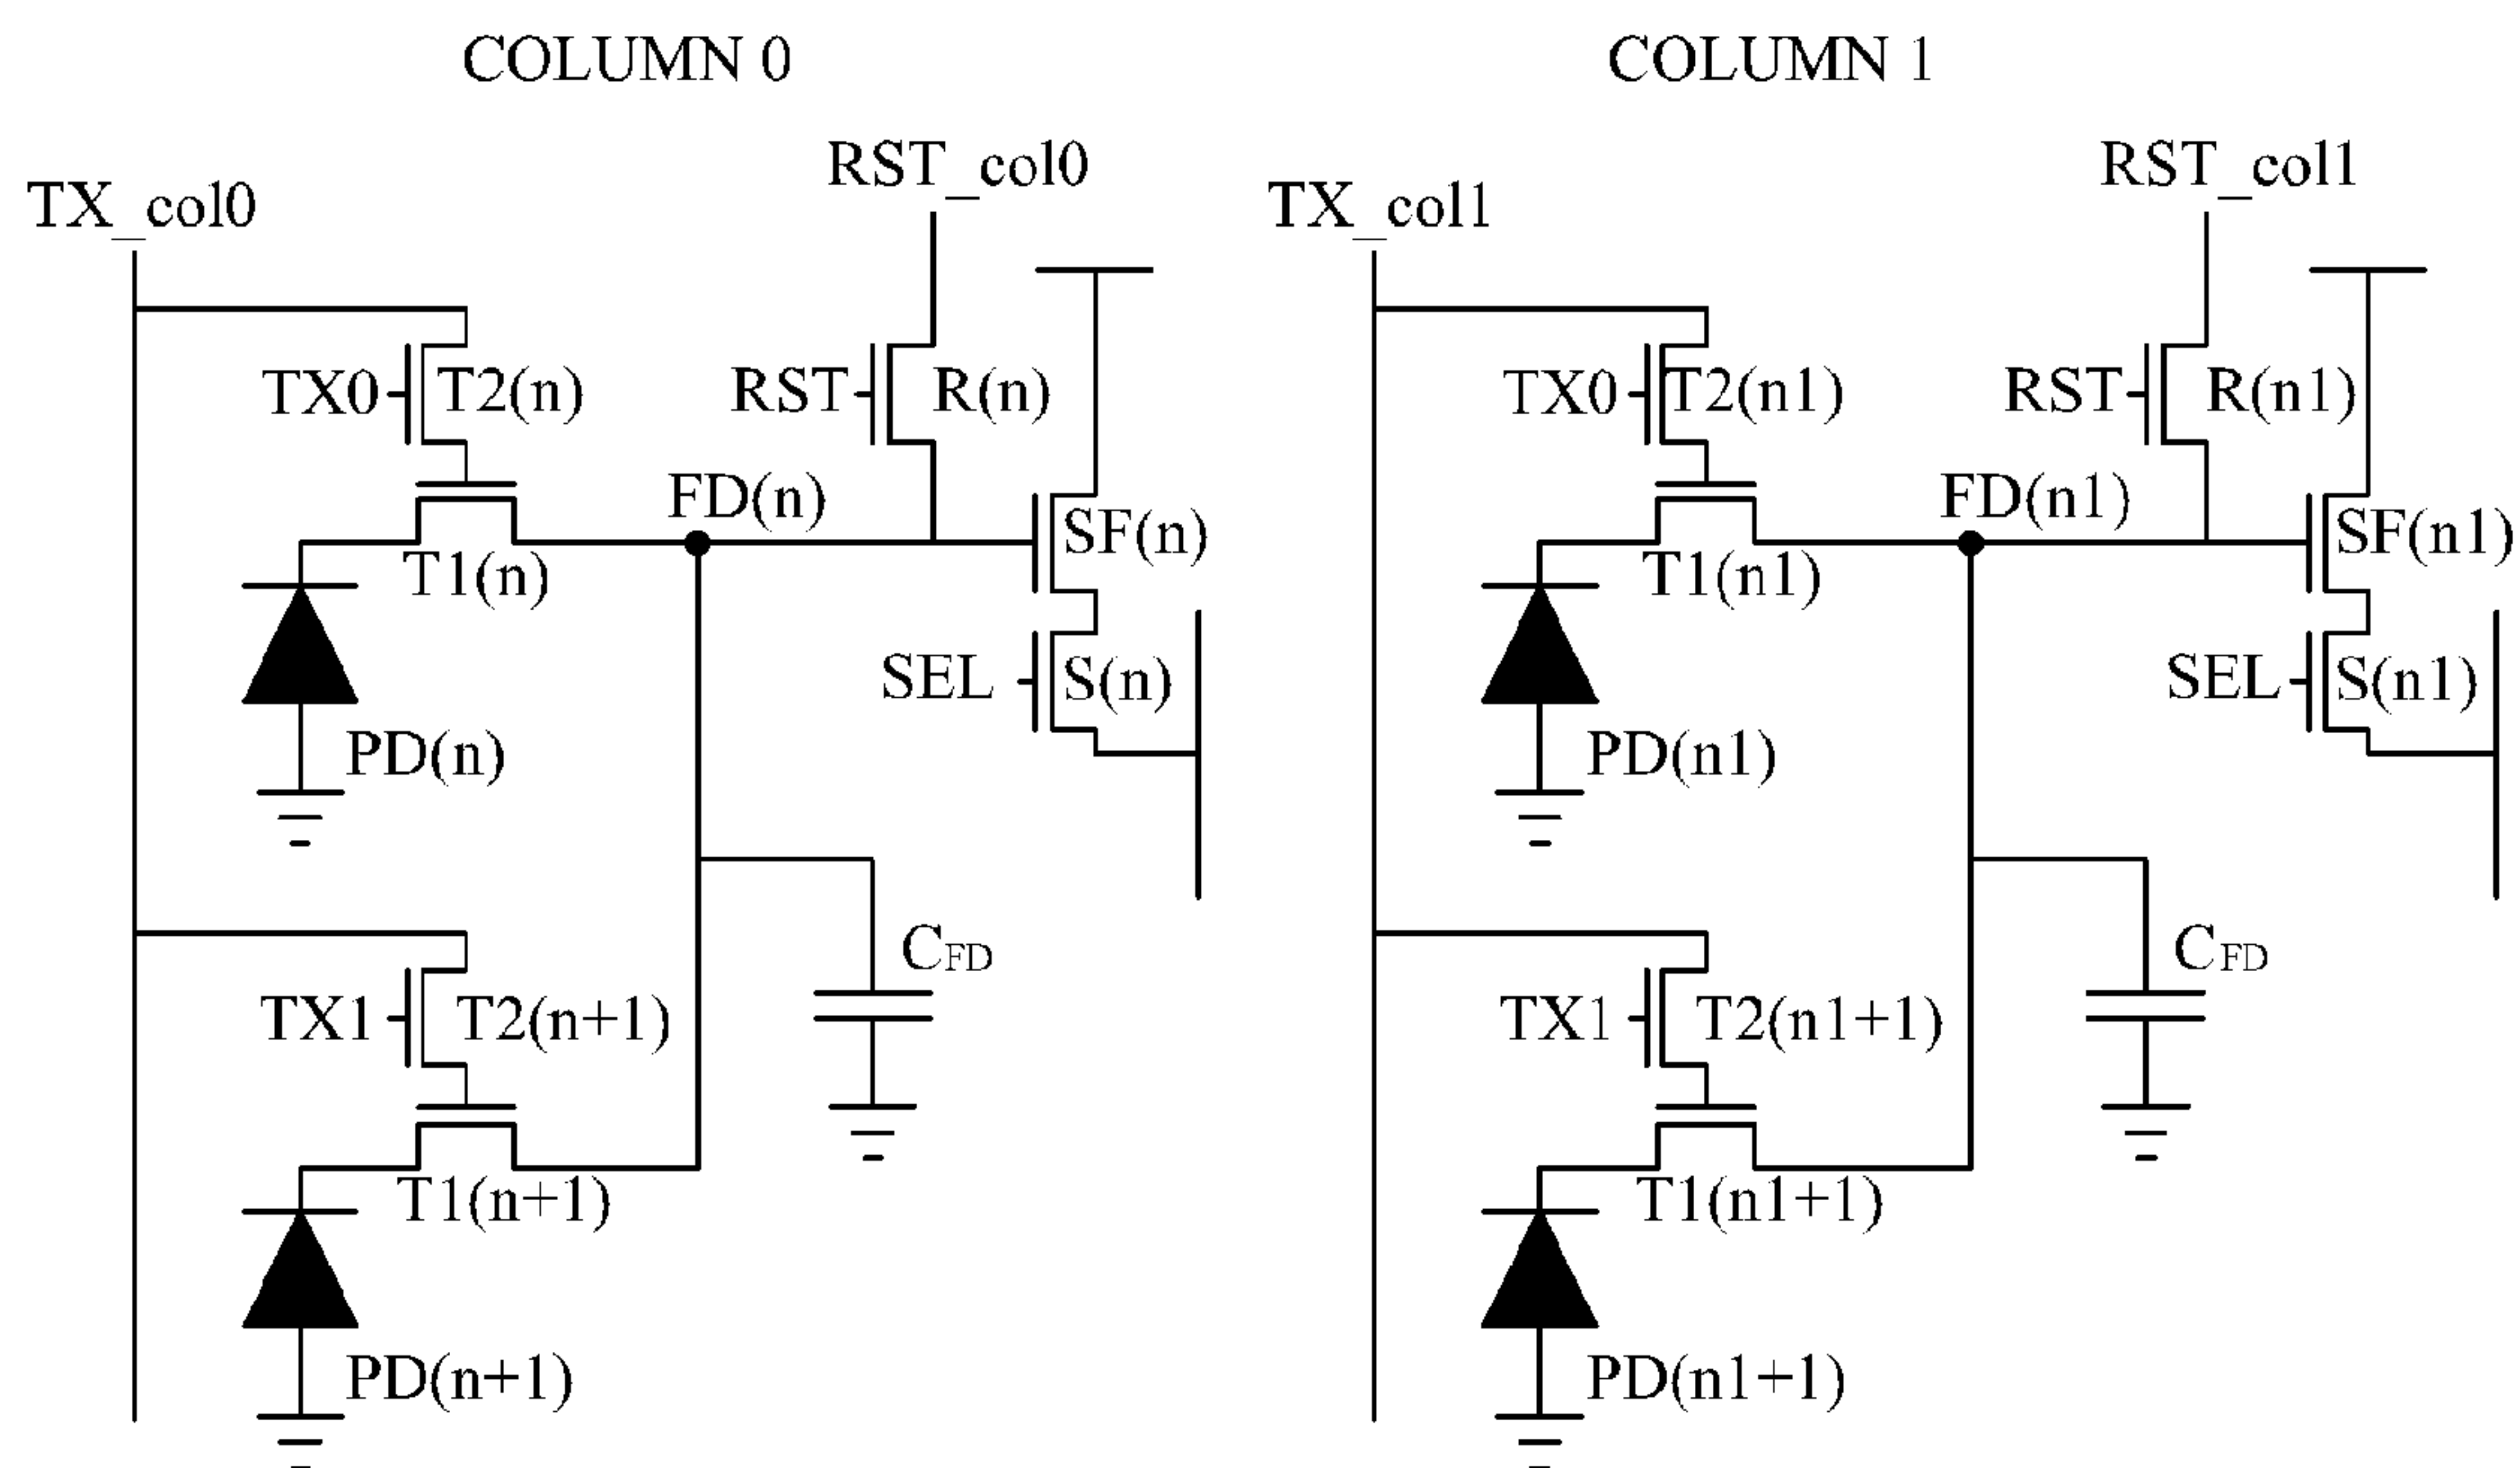 COLUMN 0
COLUMN 1
RST_col0
RST_col1
TX_col0
TX_col1
TX0
T2(n)
RST
R(n)
TX0
T2(n1)
RST
R(n1)
FD(n)
SF(n)
FD(n1)
SF(n1)
T1(n)
T1(n1)
SEL
S(n)
SEL
S(n1)
PD(n)
PD(n1)
CFD
CFD
TX1
T2(n+1)
TX1
T2(n1+1)
T1(n+1)
T1(n1+1)
PD(n+1)
PD(n1+1)